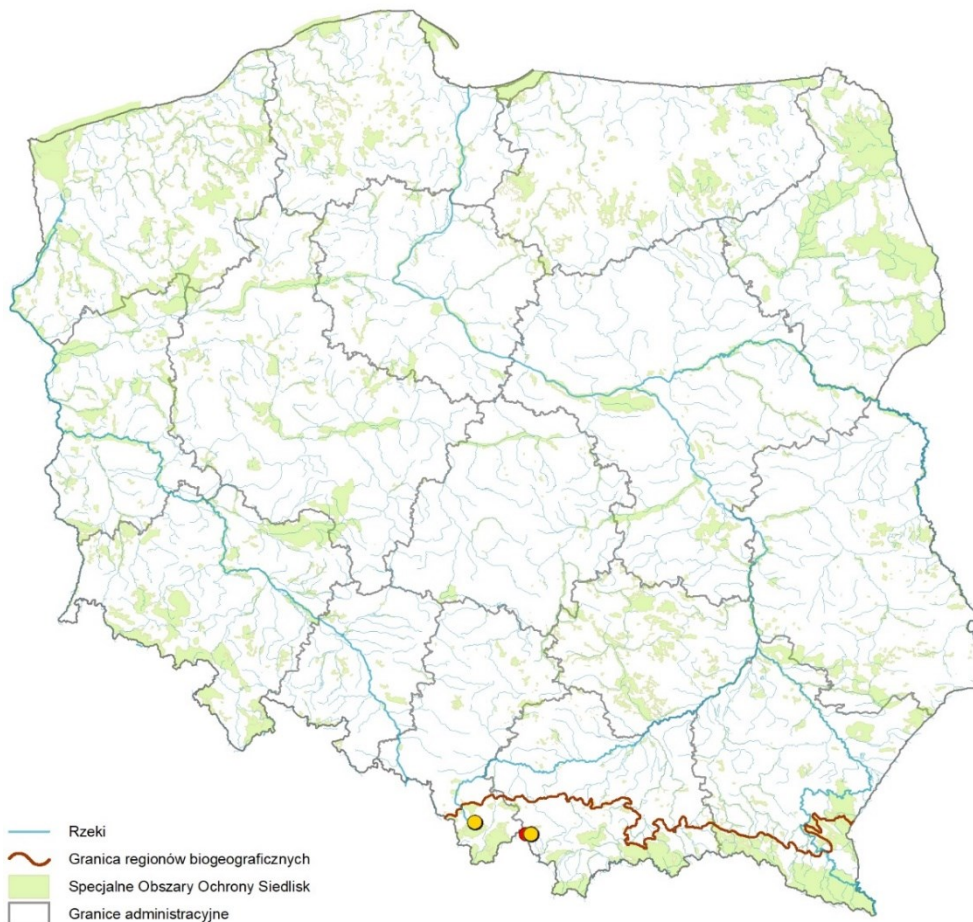 Rzeki
Granica regionów biogeograficznych
Specjalne Obszary Ochrony Siedlisk
Granice administracyjne